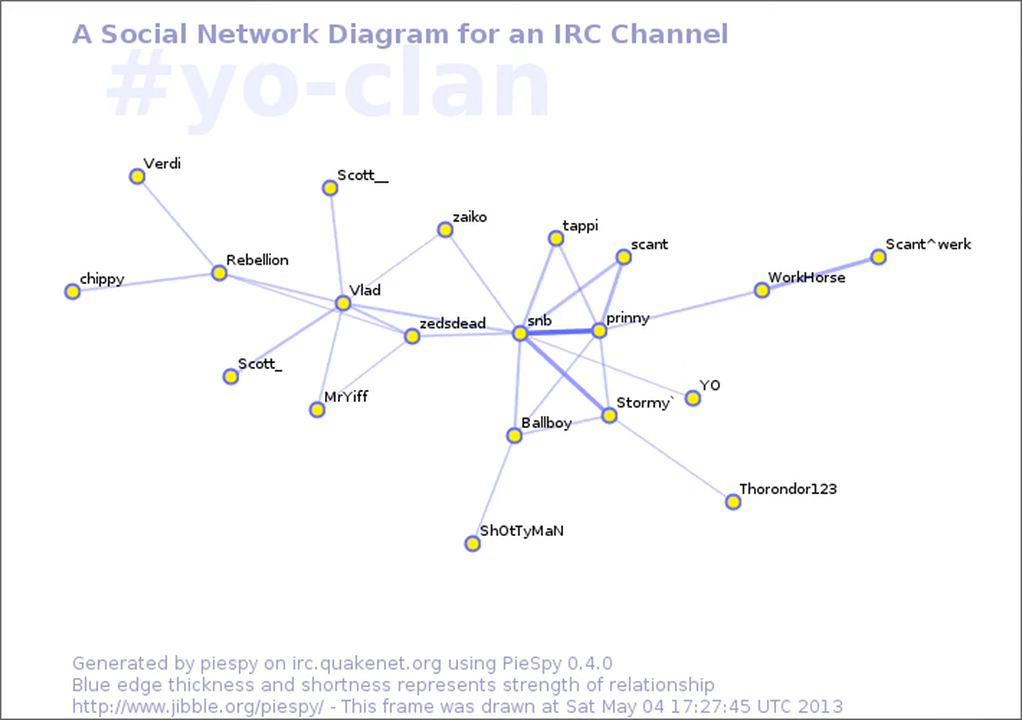 A Social Network Diagram for an IRC Channel
#yo-clan
Verdi
Scott__
zaiko
tappi
scant
Scant^werk
Rebellion
chippy
WorkHorse
Vlad
zedsdead
snb
prinny
Scott_
MrYiff
Y0
Stormy`
Ballboy
Thorondor123
Sh0tTyMaN
Generated by piespy on irc.quakenet.org using PieSpy 0.4.0
Blue edge thickness and shortness represents strength of relationship
http://www.jibble.org/piespy/ - This frame was drawn at Sat May 04 17:27:45 UTC 2013